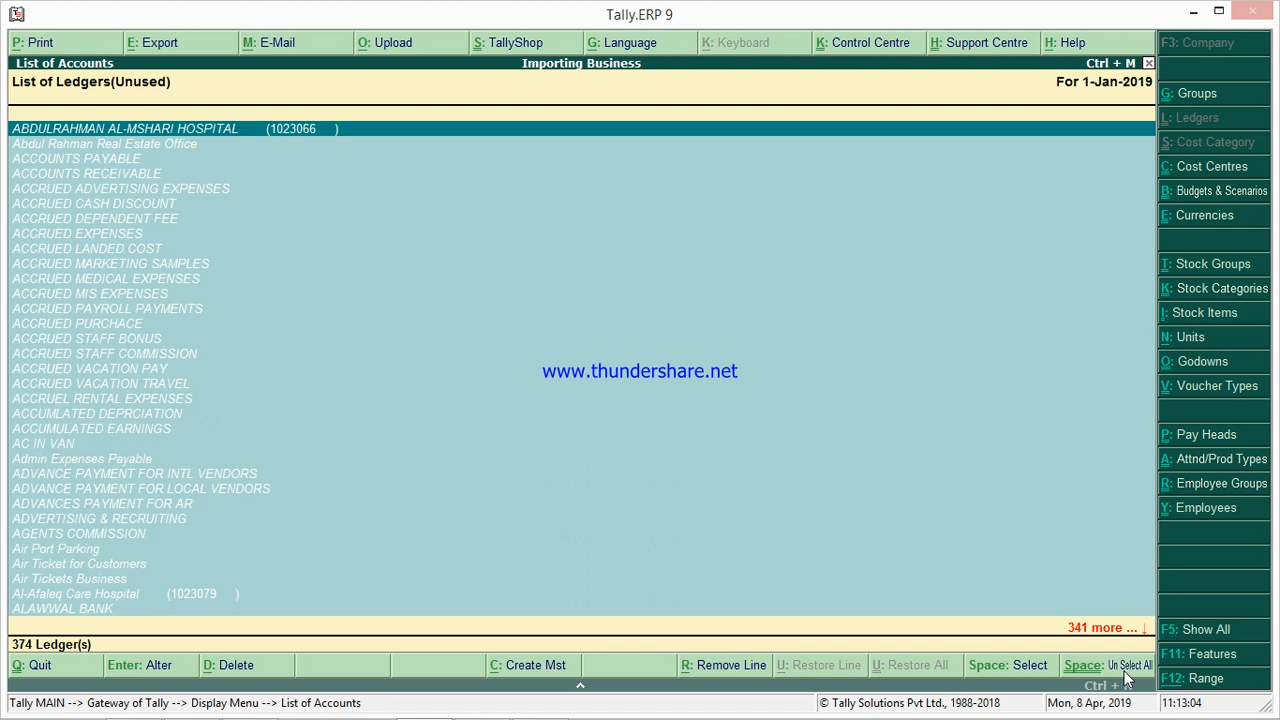 Tally.ERP 9
P: Print
E: Export
M: E-Mail
O: Upload
S: TallyShop
G: Language
K: Keyboard
K: Control Centre
H: Support Centre
H: Help
F3: Company
List of Accounts
Importing Business
Ctrl + M
List of Ledgers(Unused)
For 1-Jan-2019
ABDULRAHMAN AL-MSHARI HOSPITAL (1023066 )
Abdul Rahman Real Estate Office
ACCOUNTS PAYABLE
ACCOUNTS RECEIVABLE
ACCRUED ADVERTISING EXPENSES
ACCRUED CASH DISCOUNT
ACCRUED DEPENDENT FEE
ACCRUED EXPENSES
ACCRUED LANDED COST
ACCRUED MARKETING SAMPLES
ACCRUED MEDICAL EXPENSES
ACCRUED MIS EXPENSES
ACCRUED PAYROLL PAYMENTS
ACCRUED PURCHACE
ACCRUED STAFF BONUS
ACCRUED STAFF COMMISSION
ACCRUED VACATION PAY
ACCRUED VACATION TRAVEL
ACCRUEL RENTAL EXPENSES
ACCUMLATED DEPRCIATION
ACCUMULATED EARNINGS
AC IN VAN
Admin Expenses Payable
ADVANCE PAYMENT FOR INTL VENDORS
ADVANCE PAYMENT FOR LOCAL VENDORS
ADVANCES PAYMENT FOR AR
ADVERTISING & RECRUITING
AGENTS COMMISSION
Air Port Parking
Air Ticket for Customers
Air Tickets Business
Al-Afaleq Care Hospital (1023079 )
ALAWWAL BANK
www.thundershare.net
341 more ... ↓
374 Ledger(s)
G: Groups
L: Ledgers
S: Cost Category
C: Cost Centres
B: Budgets & Scenarios
E: Currencies
T: Stock Groups
K: Stock Categories
I: Stock Items
N: Units
O: Godowns
V: Voucher Types
P: Pay Heads
A: Attnd/Prod Types
R: Employee Groups
Y: Employees
F5: Show All
F11: Features
F12: Range
Q: Quit
Enter: Alter
D: Delete
C: Create Mst
R: Remove Line
U: Restore Line
U: Restore All
Space: Select
Space: Un Select All
Ctrl +
Tally MAIN --> Gateway of Tally --> Display Menu --> List of Accounts
© Tally Solutions Pvt Ltd., 1988-2018
Mon, 8 Apr, 2019
11:13:04